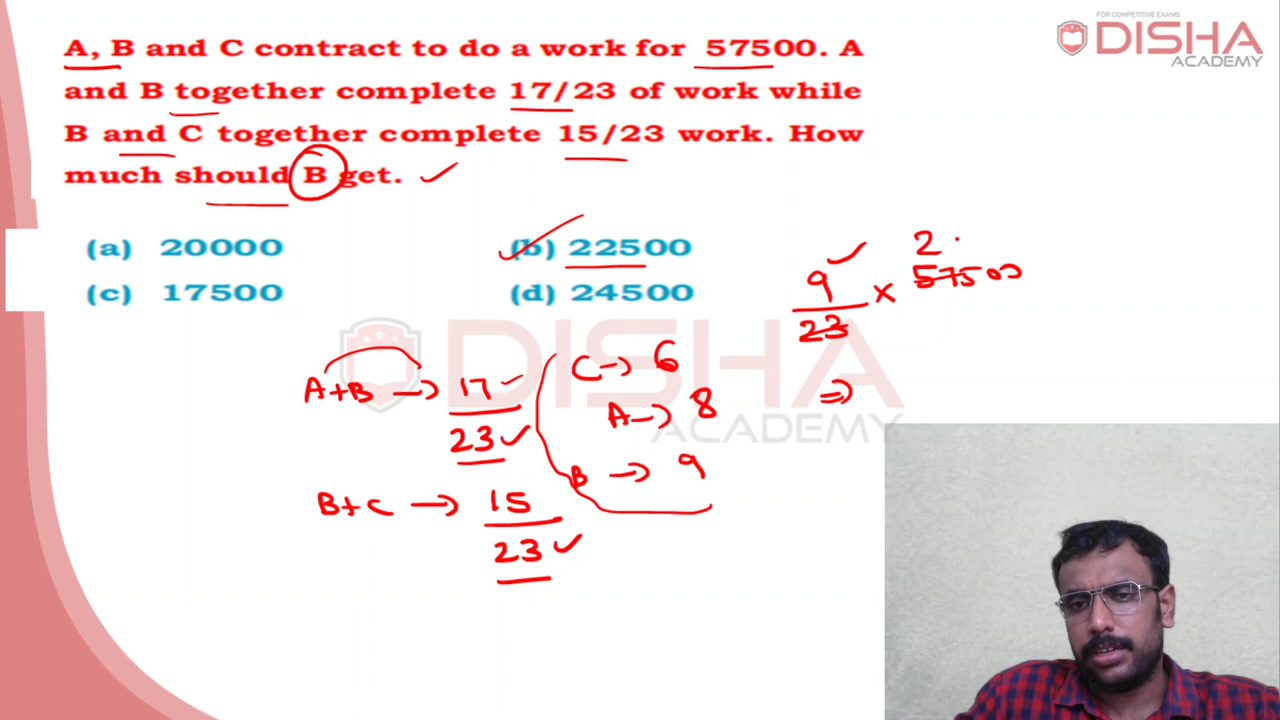 FOR COMPETITIVE EXAMS
DISHA
ACADEMY
A, B and C contract to do a work for 57500. A
and B together complete 17/23 of work while
B and C together complete 15/23 work. How
much should B get.
(a) 20000
(b) 22500
(c) 17500
(d) 24500
2
9/23 × 57500
⇒
DISHA
ACADEMY
A+B → 17/23
B+C → 15/23
C → 6
A → 8
B → 9